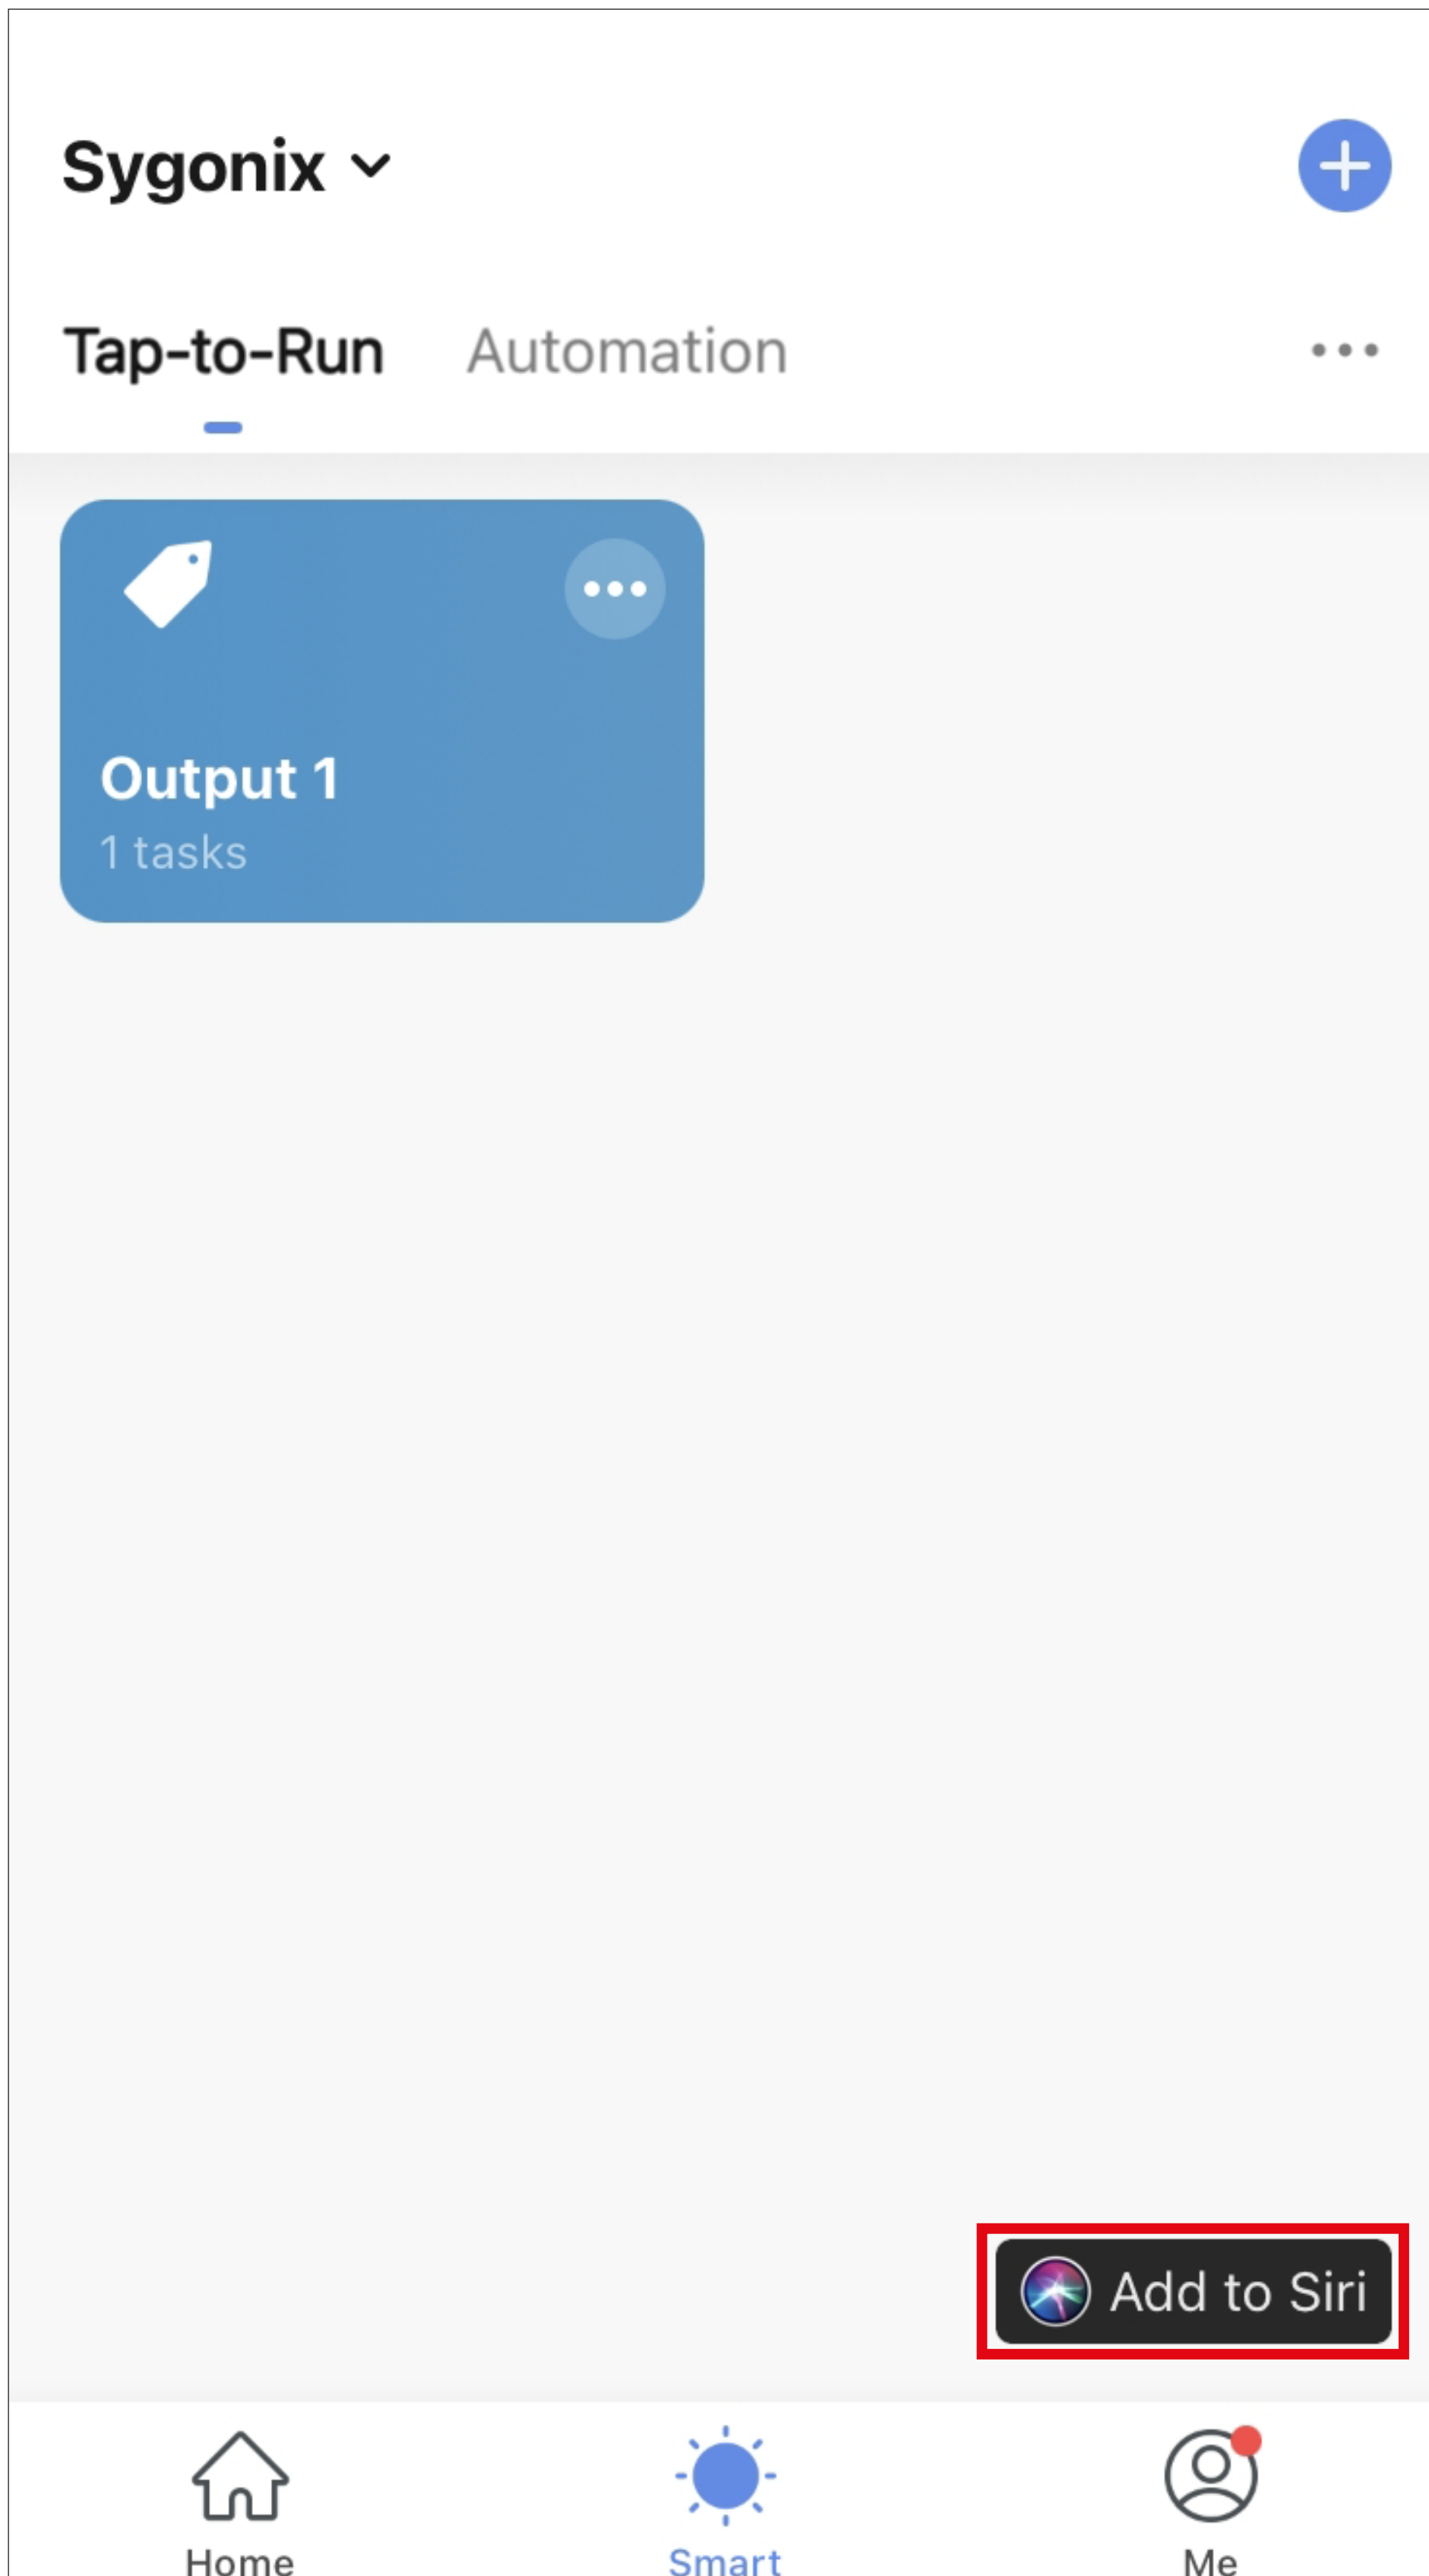 Sygonix
Tap-to-Run Automation
Output 1
1 tasks
Add to Siri
Home Smart Me